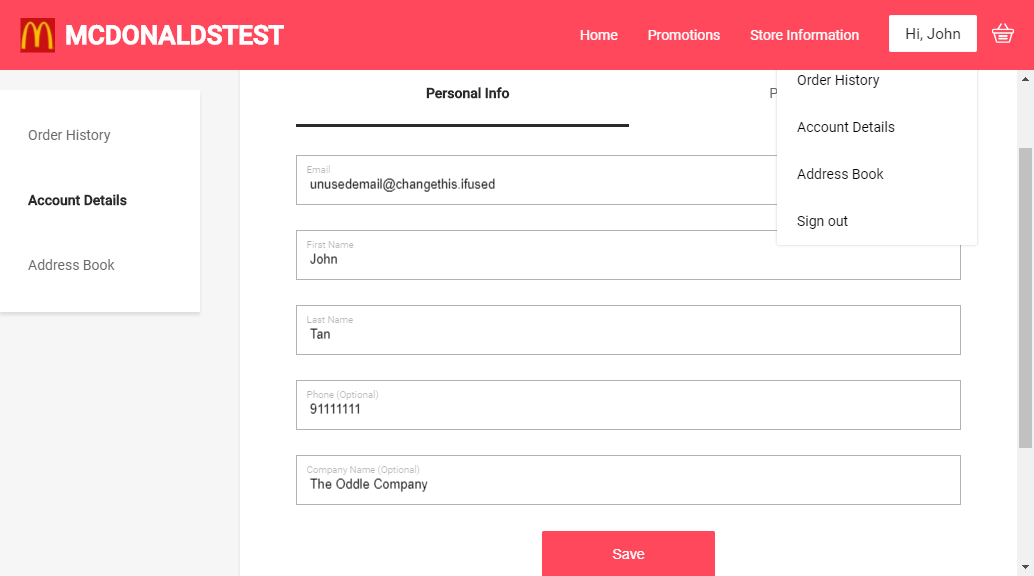 MCDONALDSTEST
Home
Promotions
Store Information
Hi, John
Order History
Account Details
Address Book
Sign out
Order History
Account Details
Address Book
Personal Info
P
Email
unusedemail@changethis.ifused
First Name
John
Last Name
Tan
Phone (Optional)
91111111
Company Name (Optional)
The Oddle Company
Save